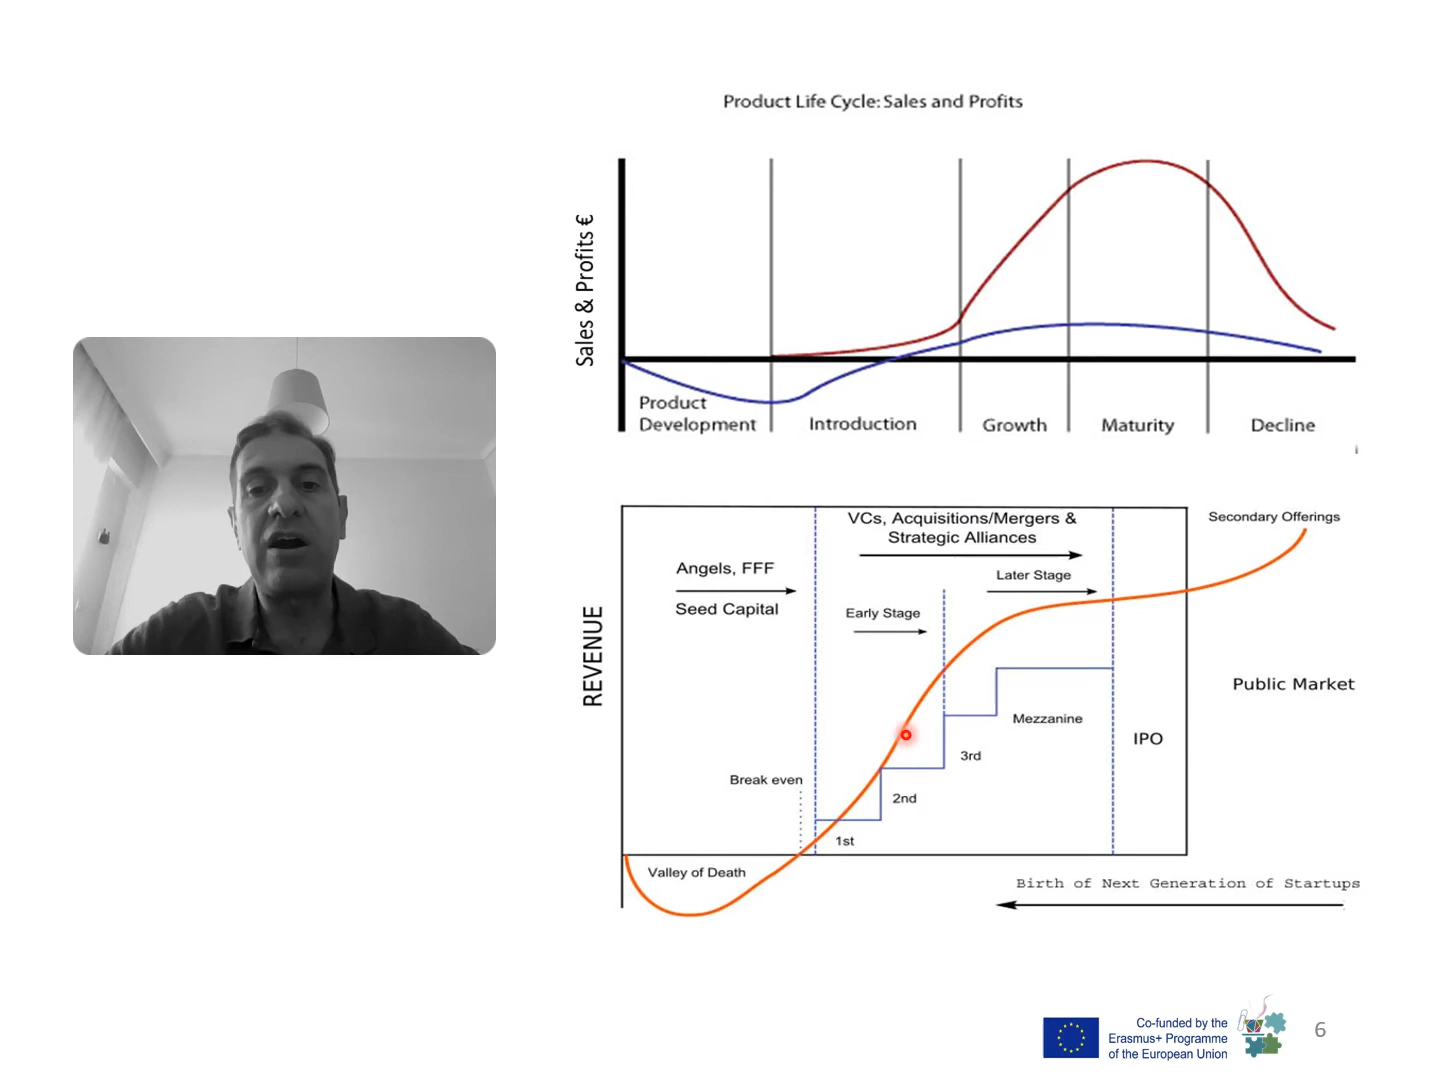 Product Life Cycle: Sales and Profits
Sales & Profits €
Product
Development
Introduction
Growth
Maturity
Decline
VCs, Acquisitions/Mergers &
Strategic Alliances
Secondary Offerings
Angels, FFF
Later Stage
Seed Capital
Early Stage
REVENUE
Public Market
Mezzanine
IPO
3rd
Break even
2nd
1st
Valley of Death
Birth of Next Generation of Startups
Co-funded by the
Erasmus+ Programme
of the European Union
6